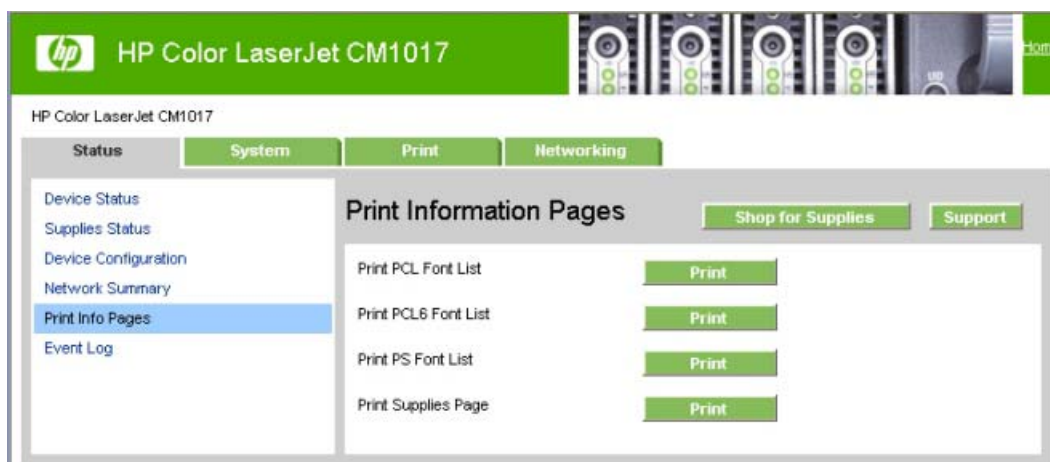 hp HP Color LaserJet CM1017
Hom
UID
HP Color LaserJet CM1017
Status System Print Networking
Device Status
Supplies Status
Device Configuration
Network Summary
Print Info Pages
Event Log
Print Information Pages Shop for Supplies Support
Print PCL Font List Print
Print PCL6 Font List Print
Print PS Font List Print
Print Supplies Page Print